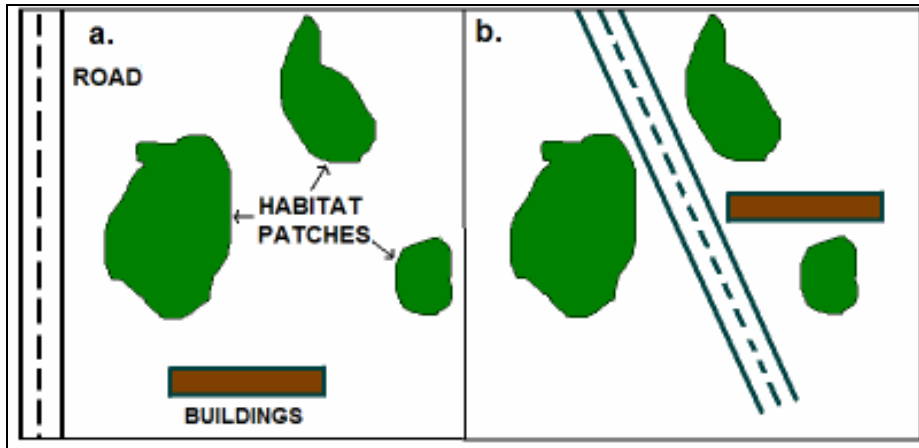 a.
ROAD
HABITAT
PATCHES
BUILDINGS
b.